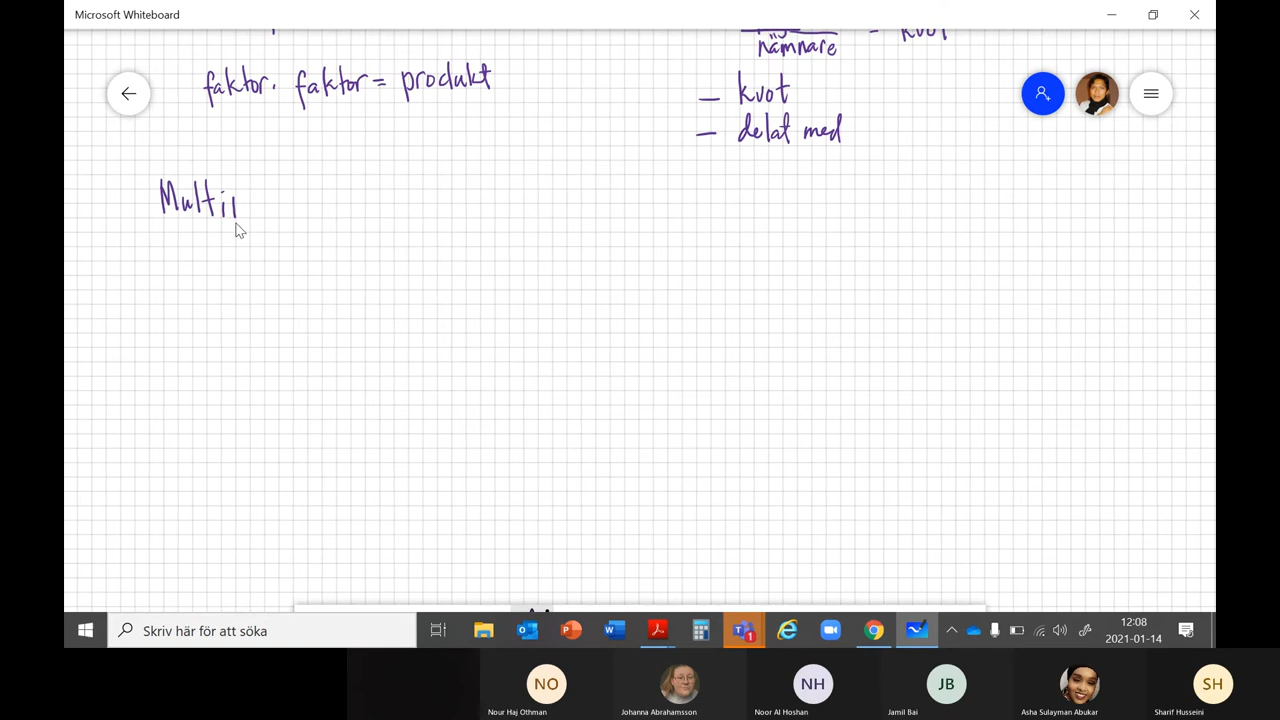 Microsoft Whiteboard
nämnare
= kvot
faktor · faktor = produkt
– kvot
– delat med
Multi
Skriv här för att söka
1
12:08
2021-01-14
NO
NH
JB
SH
Nour Haj Othman
Johanna Abrahamsson
Noor Al Hoshan
Jamil Bai
Asha Sulayman Abukar
Sharif Husseini